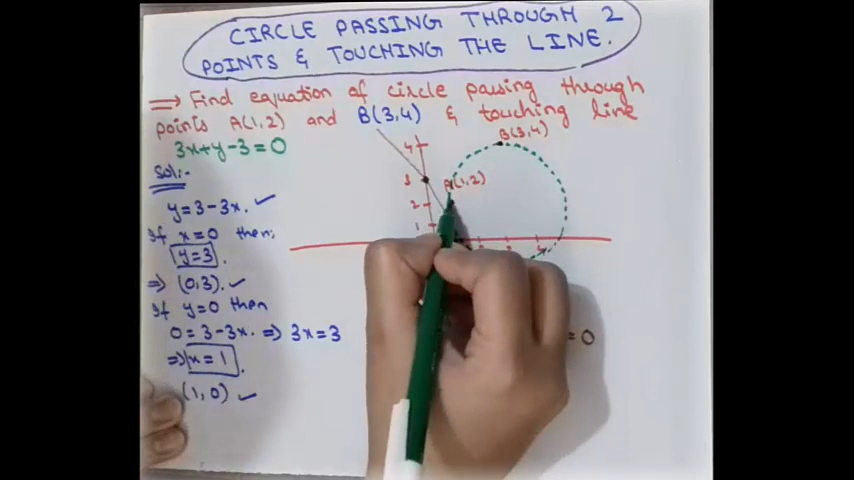 CIRCLE PASSING THROUGH 2
POINTS & TOUCHING THE LINE.
⇒ Find equation of circle passing through
points A(1,2) and B(3,4) & touching line
3x+y-3=0
Sol:-
y=3-3x. ✓
If x=0 then;
y=3.
⇒ (0,3). ✓
If y=0 then
0=3-3x. ⇒ 3x=3
⇒ x=1.
(1,0) ✓
B(3,4)
4
3
A(1,2)
2
1
=0